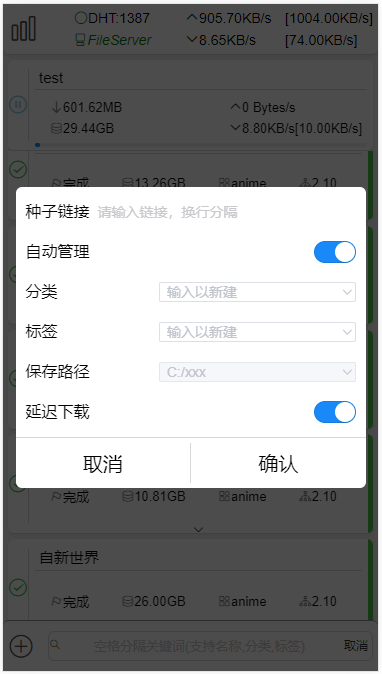 DHT:1387 905.70KB/s [1004.00KB/s]
FileServer 8.65KB/s [74.00KB/s]
test
601.62MB 0 Bytes/s
29.44GB 8.80KB/s[10.00KB/s]
完成 13.26GB anime 2.10
种子链接 请输入链接，换行分隔
自动管理
分类 输入以新建
标签 输入以新建
保存路径 C:/xxx
延迟下载
取消 确认
完成 10.81GB anime 2.10
自新世界
完成 26.00GB anime 2.10
空格分隔关键词(支持名称,分类,标签) 取消